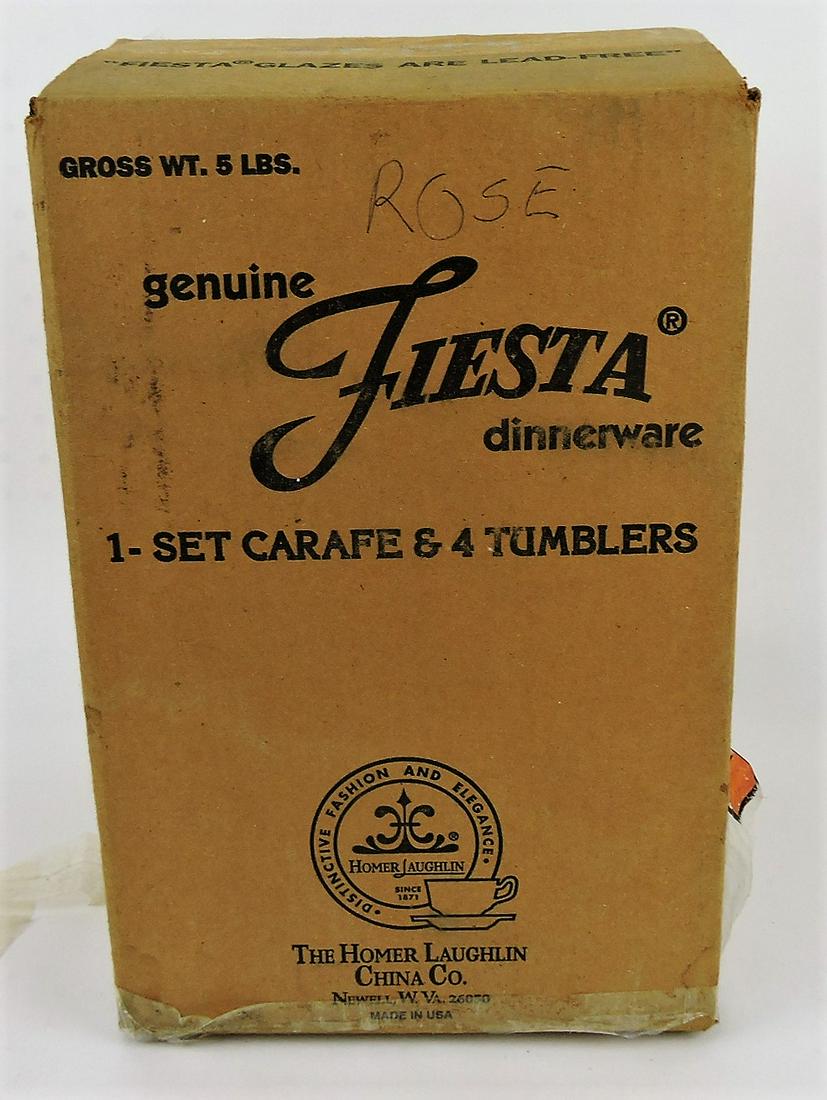 "FIESTA® GLAZES ARE LEAD-FREE"
GROSS WT. 5 LBS.
ROSE
genuine
FIESTA®
dinnerware
1- SET CARAFE & 4 TUMBLERS
• DISTINCTIVE FASHION AND ELEGANCE •
®
HOMER LAUGHLIN
SINCE
1871
THE HOMER LAUGHLIN
CHINA CO.
NEWELL, W. VA. 26050
MADE IN USA